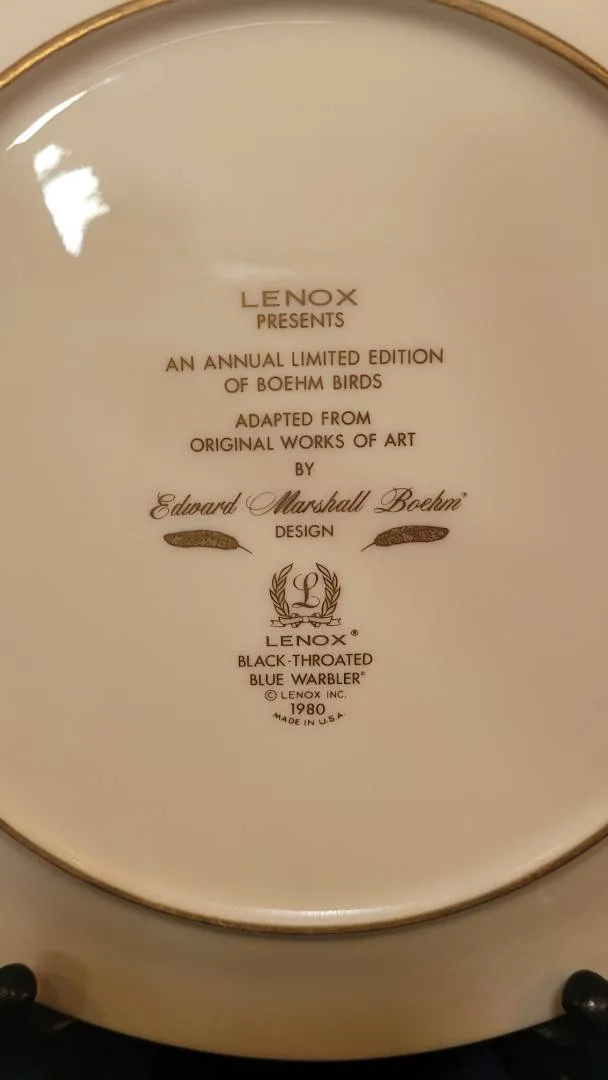 LENOX
PRESENTS
AN ANNUAL LIMITED EDITION
OF BOEHM BIRDS
ADAPTED FROM
ORIGINAL WORKS OF ART
BY
Edward Marshall Boehm®
DESIGN
L
LENOX®
BLACK-THROATED
BLUE WARBLER®
© LENOX INC.
1980
MADE IN U.S.A.